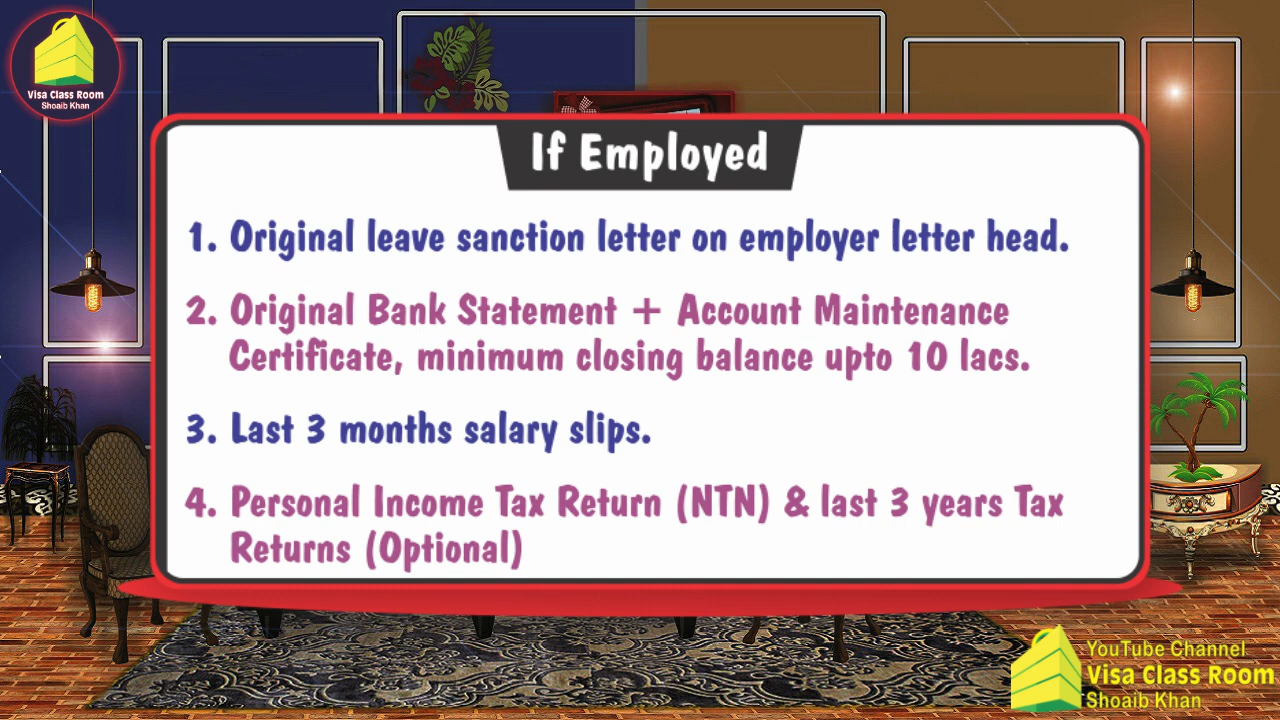 Visa Class Room
Shoaib Khan
If Employed
1. Original leave sanction letter on employer letter head.
2. Original Bank Statement + Account Maintenance
Certificate, minimum closing balance upto 10 lacs.
3. Last 3 months salary slips.
4. Personal Income Tax Return (NTN) & last 3 years Tax
Returns (Optional)
YouTube Channel
Visa Class Room
Shoaib Khan